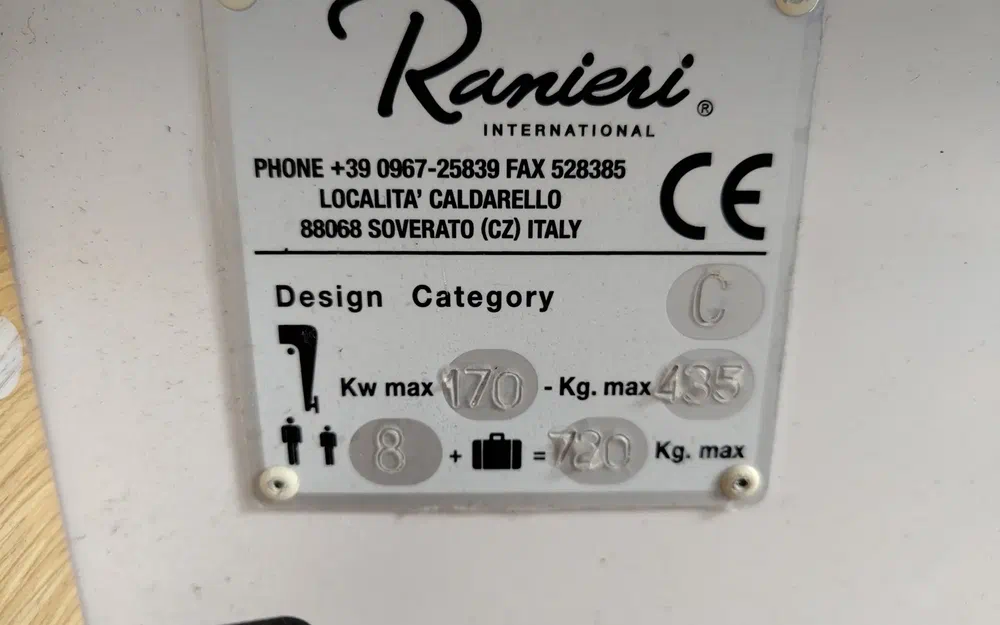 Ranieri®
INTERNATIONAL
PHONE +39 0967-25839 FAX 528385
LOCALITA' CALDARELLO
88068 SOVERATO (CZ) ITALY
CE
Design Category C
Kw max 170 - Kg. max 435
8 + = 720 Kg. max